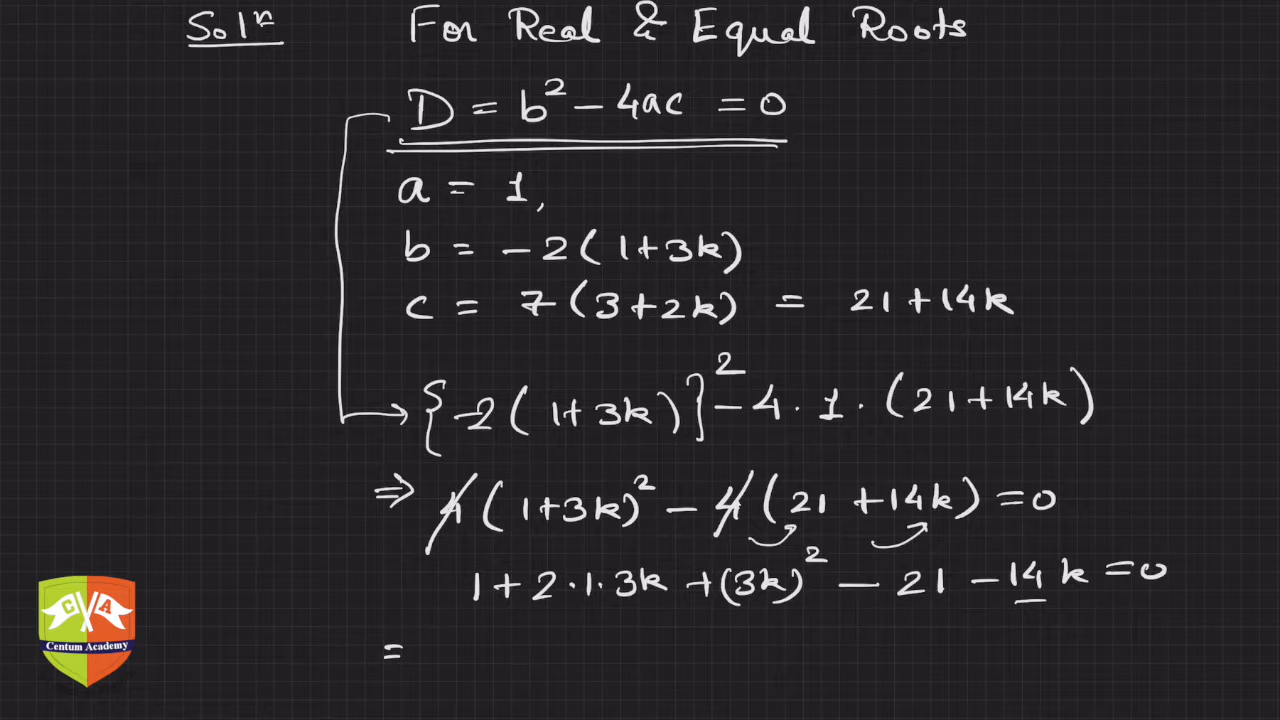 Solⁿ For Real & Equal Roots
D = b² - 4ac = 0
a = 1,
b = -2(1+3k)
c = 7(3+2k) = 21+14k
{-2(1+3k)}² - 4·1·(21+14k)
⇒ 4(1+3k)² - 4(21+14k) = 0
1+2·1·3k+(3k)² - 21 - 14k = 0
=
C A
Centum Academy